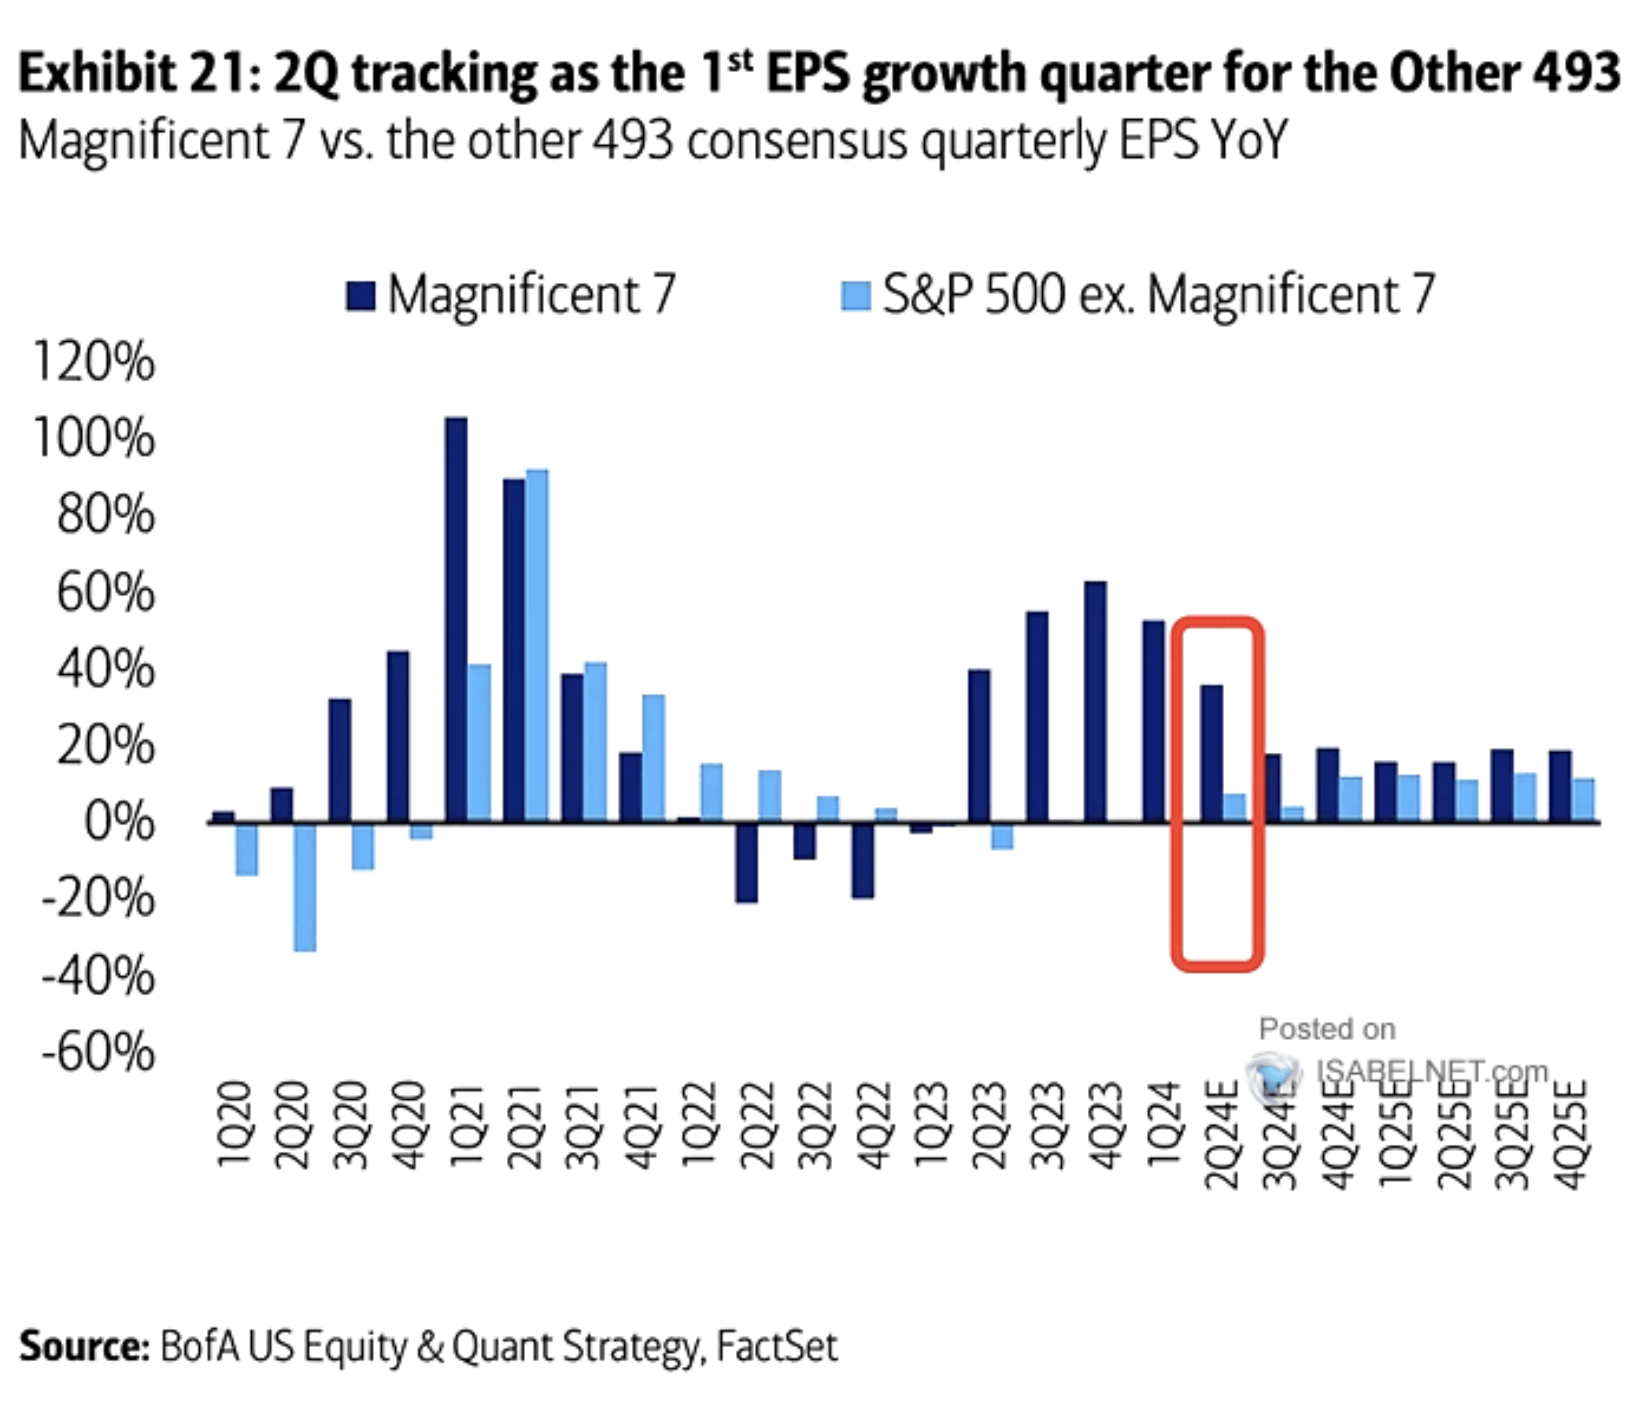 Exhibit 21: 2Q tracking as the 1st EPS growth quarter for the Other 493
Magnificent 7 vs. the other 493 consensus quarterly EPS YoY
Magnificent 7
S&P 500 ex. Magnificent 7
120%
100%
80%
60%
40%
20%
0%
-20%
-40%
-60%
Posted on
ISABELNET.com
1Q20
2Q20
3Q20
4Q20
1Q21
2Q21
3Q21
4Q21
1Q22
2Q22
3Q22
4Q22
1Q23
2Q23
3Q23
4Q23
1Q24
2Q24E
3Q24E
4Q24E
1Q25E
2Q25E
3Q25E
4Q25E
Source: BofA US Equity & Quant Strategy, FactSet